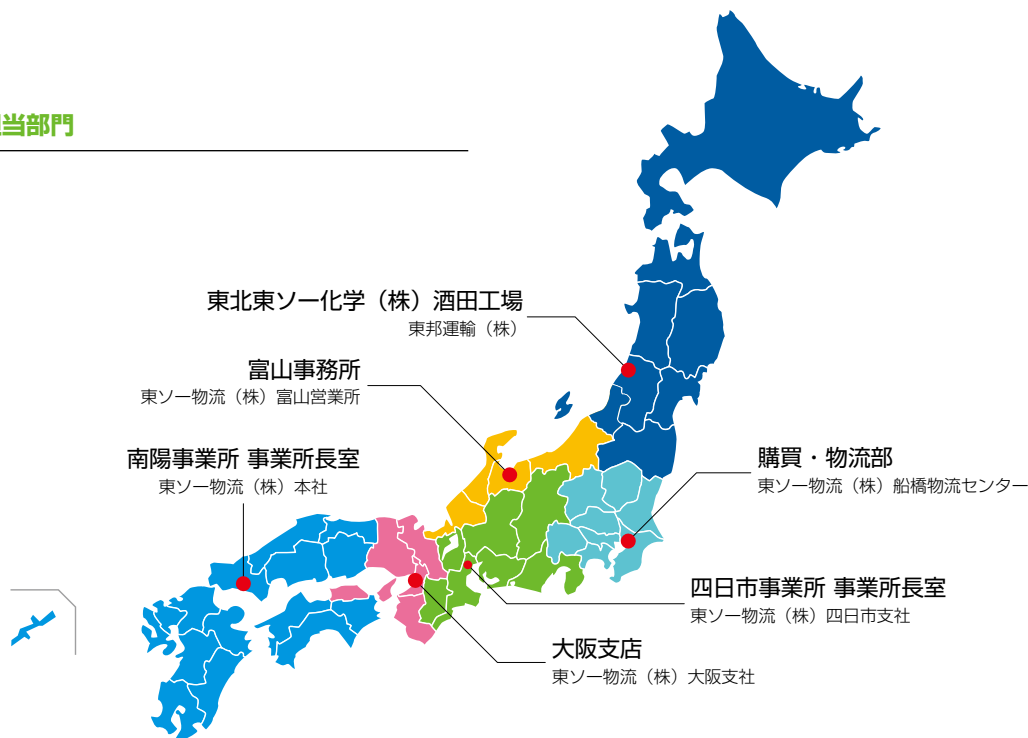 当部門
東北東ソー化学（株）酒田工場
東邦運輸（株）
富山事務所
東ソー物流（株）富山営業所
南陽事業所 事業所長室
東ソー物流（株）本社
購買・物流部
東ソー物流（株）船橋物流センター
四日市事業所 事業所長室
東ソー物流（株）四日市支社
大阪支店
東ソー物流（株）大阪支社